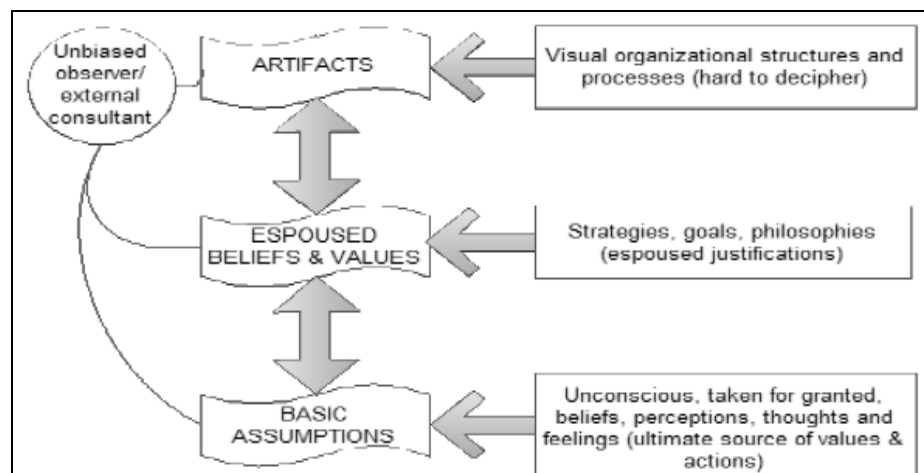 Unbiased
observer/
external
consultant
ARTIFACTS
Visual organizational structures and
processes (hard to decipher)
ESPOUSED
BELIEFS & VALUES
Strategies, goals, philosophies
(espoused justifications)
BASIC
ASSUMPTIONS
Unconscious, taken for granted,
beliefs, perceptions, thoughts and
feelings (ultimate source of values &
actions)